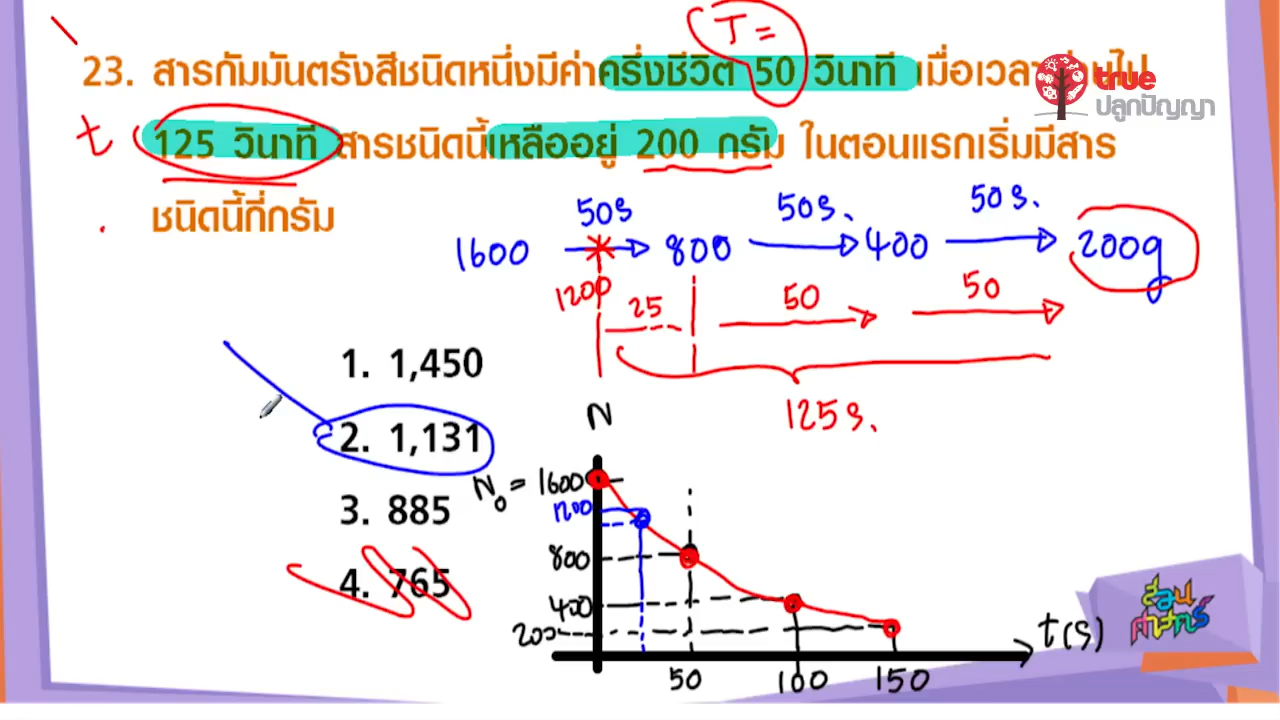 T =
23. สารกัมมันตรังสีชนิดหนึ่งมีค่าครึ่งชีวิต 50 วินาที เมื่อเวลา ไป
true
ปลูกปัญญา
t 125 วินาที สารชนิดนี้เหลืออยู่ 200 กรัม ในตอนแรกเริ่มมีสาร
ชนิดนี้กี่กรัม
50s 50s. 50s.
1600 800 400 200g
1200 25 50 50
125s.
1. 1,450
2. 1,131
3. 885
4. 765
N
N₀ = 1600
1200
800
400
200
50 100 150
t(s)
สอนศาสตร์